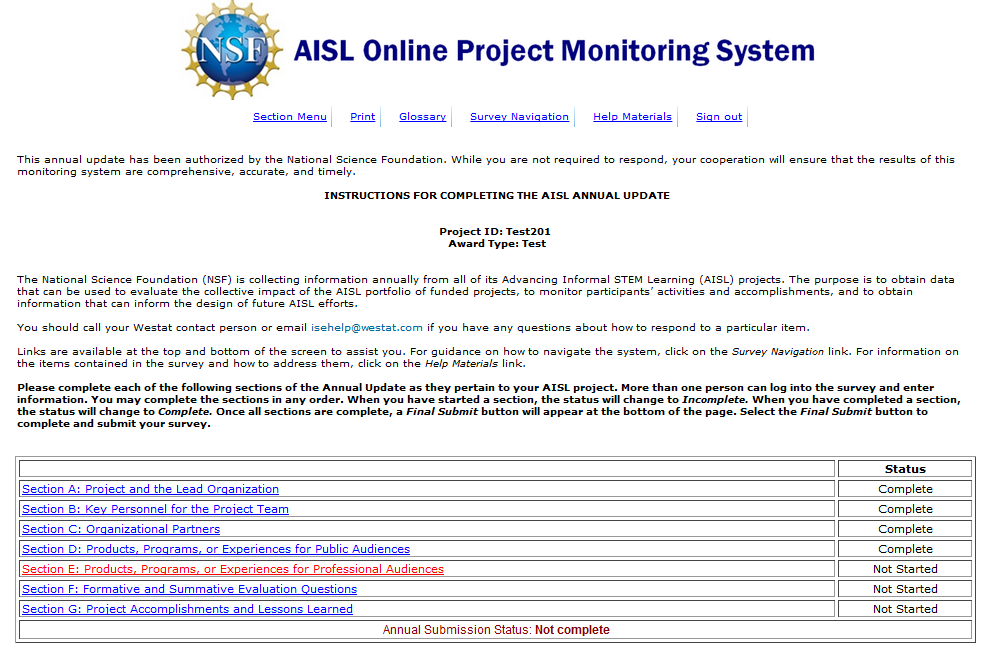 NSF
AISL Online Project Monitoring System
Section Menu Print Glossary Survey Navigation Help Materials Sign out
This annual update has been authorized by the National Science Foundation. While you are not required to respond, your cooperation will ensure that the results of this
monitoring system are comprehensive, accurate, and timely.
INSTRUCTIONS FOR COMPLETING THE AISL ANNUAL UPDATE
Project ID: Test201
Award Type: Test
The National Science Foundation (NSF) is collecting information annually from all of its Advancing Informal STEM Learning (AISL) projects. The purpose is to obtain data
that can be used to evaluate the collective impact of the AISL portfolio of funded projects, to monitor participants' activities and accomplishments, and to obtain
information that can inform the design of future AISL efforts.
You should call your Westat contact person or email isehelp@westat.com if you have any questions about how to respond to a particular item.
Links are available at the top and bottom of the screen to assist you. For guidance on how to navigate the system, click on the Survey Navigation link. For information on
the items contained in the survey and how to address them, click on the Help Materials link.
Please complete each of the following sections of the Annual Update as they pertain to your AISL project. More than one person can log into the survey and enter
information. You may complete the sections in any order. When you have started a section, the status will change to Incomplete. When you have completed a section,
the status will change to Complete. Once all sections are complete, a Final Submit button will appear at the bottom of the page. Select the Final Submit button to
complete and submit your survey.
Status
Section A: Project and the Lead Organization Complete
Section B: Key Personnel for the Project Team Complete
Section C: Organizational Partners Complete
Section D: Products, Programs, or Experiences for Public Audiences Complete
Section E: Products, Programs, or Experiences for Professional Audiences Not Started
Section F: Formative and Summative Evaluation Questions Not Started
Section G: Project Accomplishments and Lessons Learned Not Started
Annual Submission Status: Not complete